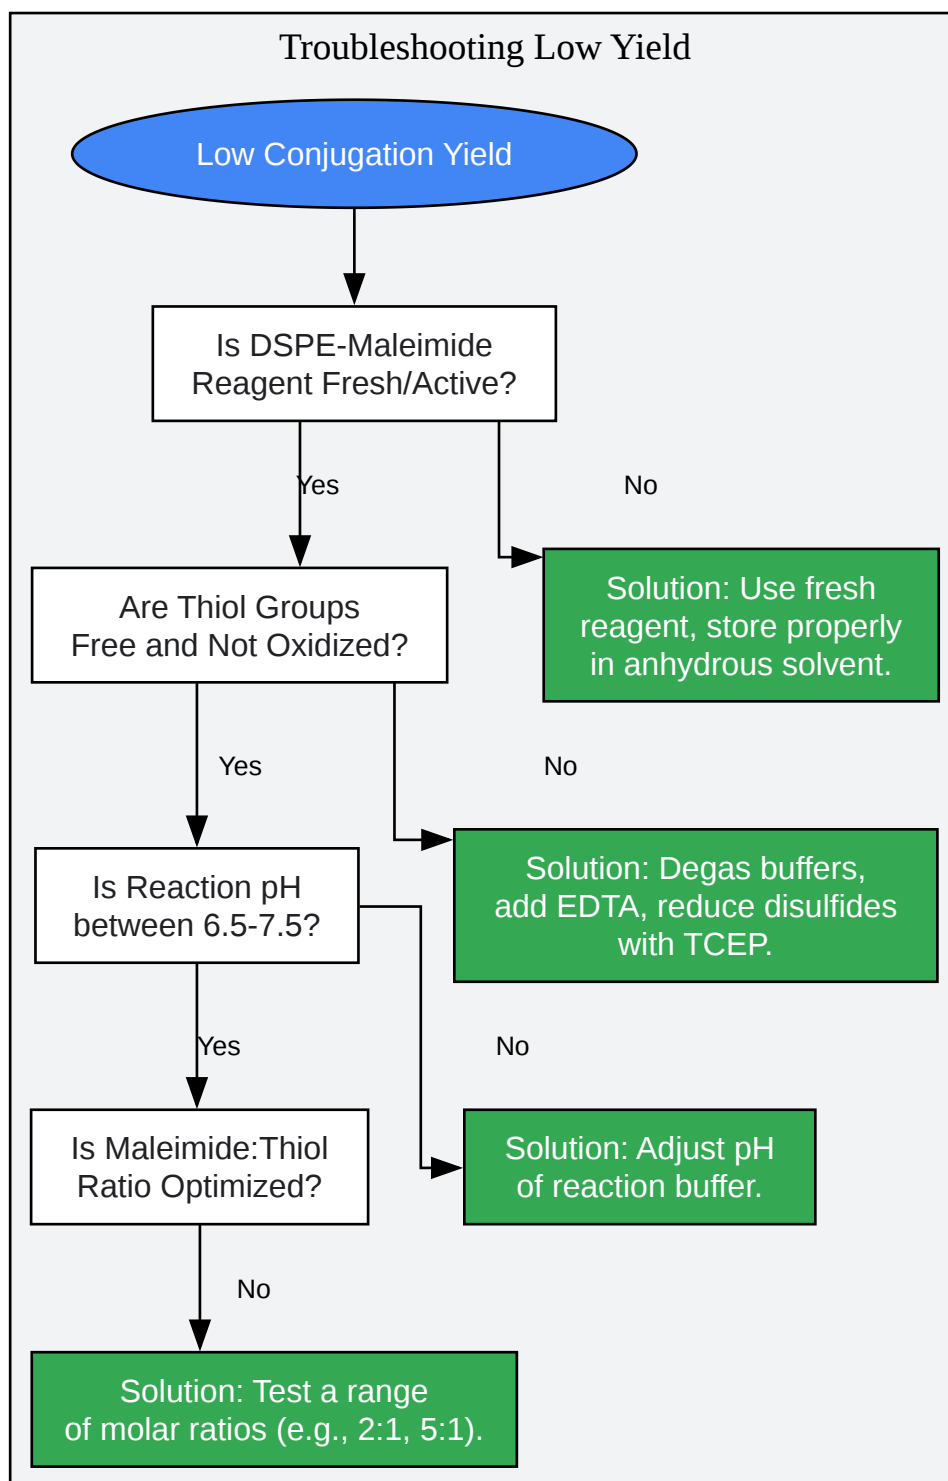 Troubleshooting Low Yield
Low Conjugation Yield
Is DSPE-Maleimide
Reagent Fresh/Active?
Yes
No
Solution: Use fresh
reagent, store properly
in anhydrous solvent.
Are Thiol Groups
Free and Not Oxidized?
Yes
No
Solution: Degas buffers,
add EDTA, reduce disulfides
with TCEP.
Is Reaction pH
between 6.5-7.5?
Yes
No
Solution: Adjust pH
of reaction buffer.
Is Maleimide:Thiol
Ratio Optimized?
No
Solution: Test a range
of molar ratios (e.g., 2:1, 5:1).